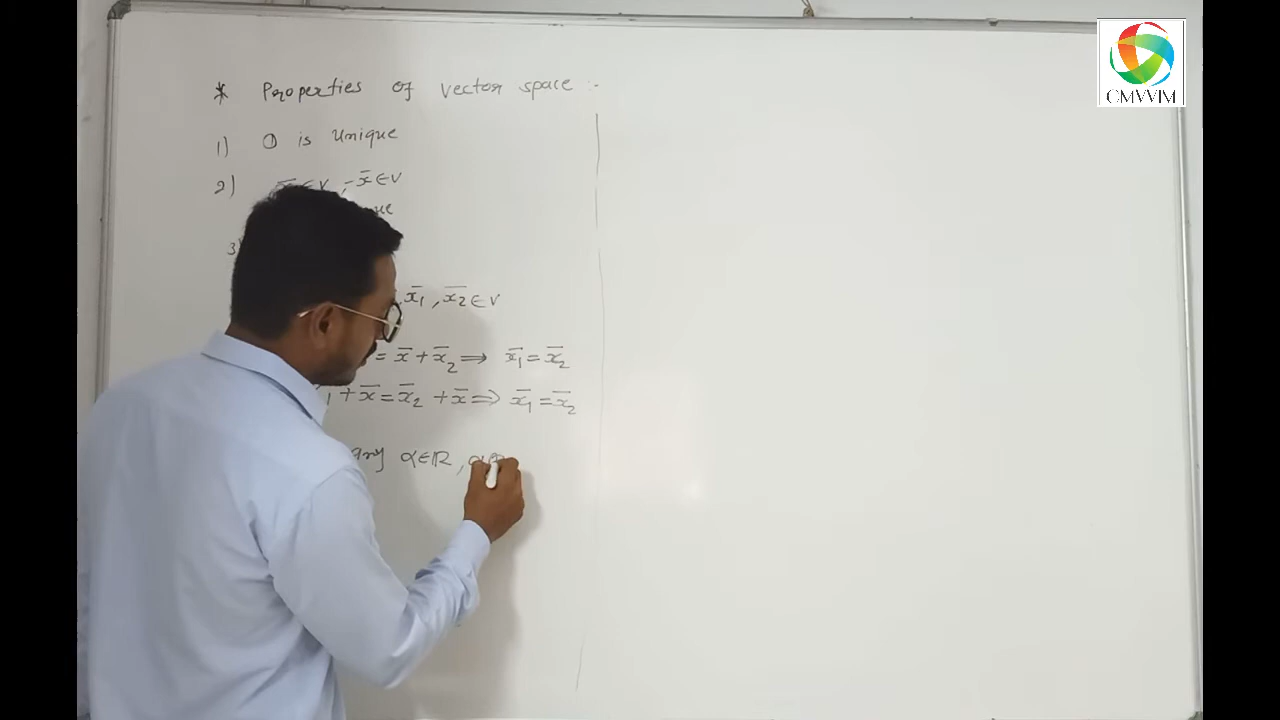 * Properties of vector space :-
1) 0 is Unique
2) x̄ ∈ V, -x̄ ∈ V
3)
x̄₁, x̄₂ ∈ V
= x̄ + x̄₂ ⟹ x̄₁ = x̄₂
₁ + x̄ = x̄₂ + x̄ ⟹ x̄₁ = x̄₂
any α ∈ ℝ, α
CMVVIM